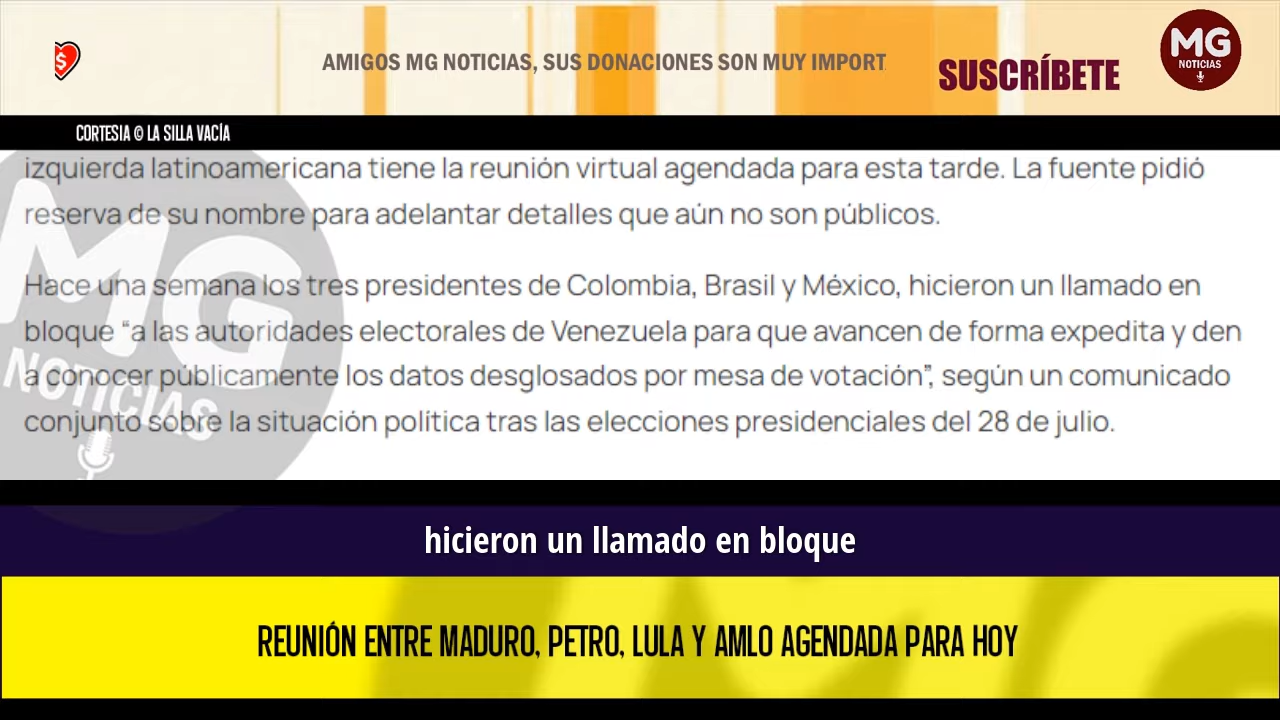 AMIGOS MG NOTICIAS, SUS DONACIONES SON MUY IMPORT
SUSCRÍBETE
MG
NOTICIAS
CORTESIA © LA SILLA VACÍA
izquierda latinoamericana tiene la reunión virtual agendada para esta tarde. La fuente pidió
reserva de su nombre para adelantar detalles que aún no son públicos.
Hace una semana los tres presidentes de Colombia, Brasil y México, hicieron un llamado en
bloque “a las autoridades electorales de Venezuela para que avancen de forma expedita y den
a conocer públicamente los datos desglosados por mesa de votación”, según un comunicado
conjunto sobre la situación política tras las elecciones presidenciales del 28 de julio.
MG
NOTICIAS
hicieron un llamado en bloque
REUNIÓN ENTRE MADURO, PETRO, LULA Y AMLO AGENDADA PARA HOY